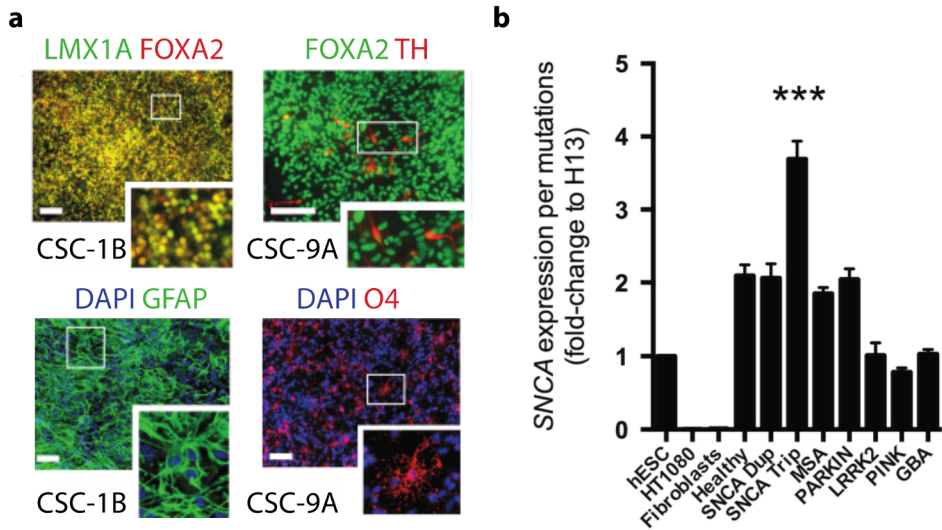 a
LMX1A FOXA2
FOXA2 TH
CSC-1B
CSC-9A
DAPI GFAP
DAPI O4
CSC-1B
CSC-9A
b
SNCA expression per mutations
(fold-change to H13)
5
4
3
2
1
0
***
hESC
HT1080
Fibroblasts
Healthy
SNCA Dup
SNCA Trip
MSA
PARKIN
LRRK2
PINK
GBA